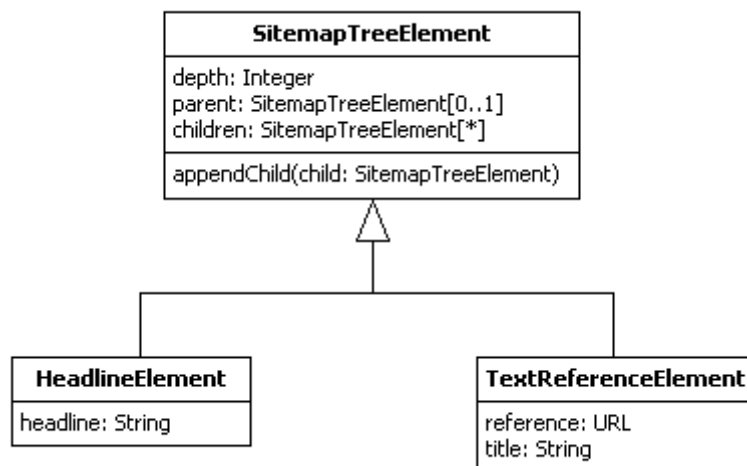 SitemapTreeElement
depth: Integer
parent: SitemapTreeElement[0..1]
children: SitemapTreeElement[*]
appendChild(child: SitemapTreeElement)
HeadlineElement
headline: String
TextReferenceElement
reference: URL
title: String